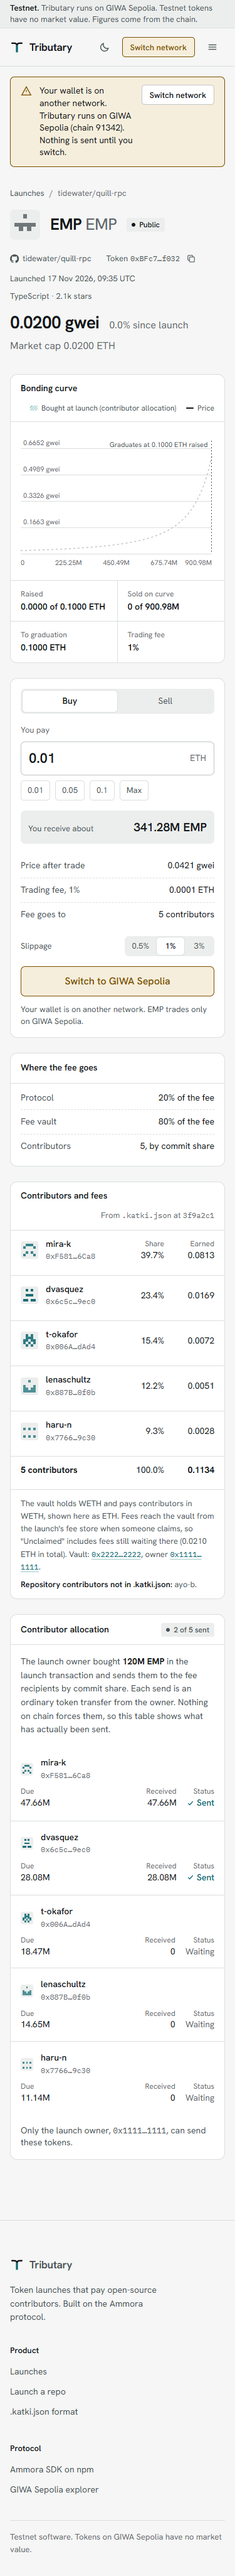 Testnet. Tributary runs on GIWA Sepolia. Testnet tokens
have no market value. Figures come from the chain.
Tributary
Switch network
Your wallet is on
another network.
Tributary runs on GIWA
Sepolia (chain 91342).
Nothing is sent until you
switch.
Switch network
Launches / tidewater/quill-rpc
EMP EMP
Public
tidewater/quill-rpc
Token 0xBFc7…f032
Launched 17 Nov 2026, 09:35 UTC
TypeScript · 2.1k stars
0.0200 gwei 0.0% since launch
Market cap 0.0200 ETH
Bonding curve
Bought at launch (contributor allocation)
Price
0.6652 gwei
Graduates at 0.1000 ETH raised
0.4989 gwei
0.3326 gwei
0.1663 gwei
0
225.25M
450.49M
675.74M
900.98M
Raised
0.0000 of 0.1000 ETH
Sold on curve
0 of 900.98M
To graduation
0.1000 ETH
Trading fee
1%
Buy
Sell
You pay
0.01
ETH
0.01
0.05
0.1
Max
You receive about
341.28M EMP
Price after trade
0.0421 gwei
Trading fee, 1%
0.0001 ETH
Fee goes to
5 contributors
Slippage
0.5%
1%
3%
Switch to GIWA Sepolia
Your wallet is on another network. EMP trades only
on GIWA Sepolia.
Where the fee goes
Protocol
20% of the fee
Fee vault
80% of the fee
Contributors
5, by commit share
Contributors and fees
From .katki.json at 3f9a2c1
mira-k
0xF581…6Ca8
Share
39.7%
Earned
0.0813
dvasquez
0x6c5c…9ec0
23.4%
0.0169
t-okafor
0x006A…dAd4
15.4%
0.0072
lenaschultz
0x887B…0f0b
12.2%
0.0051
haru-n
0x7766…9c30
9.3%
0.0028
5 contributors
100.0%
0.1134
The vault holds WETH and pays contributors in
WETH, shown here as ETH. Fees reach the vault from
the launch's fee store when someone claims, so
"Unclaimed" includes fees still waiting there (0.0210
ETH in total). Vault: 0x2222…2222, owner 0x1111…
1111.
Repository contributors not in .katki.json: ayo-b.
Contributor allocation
2 of 5 sent
The launch owner bought 120M EMP in the
launch transaction and sends them to the fee
recipients by commit share. Each send is an
ordinary token transfer from the owner. Nothing
on chain forces them, so this table shows what
has actually been sent.
mira-k
0xF581…6Ca8
Due
47.66M
Received
47.66M
Status
Sent
dvasquez
0x6c5c…9ec0
Due
28.08M
Received
28.08M
Status
Sent
t-okafor
0x006A…dAd4
Due
18.47M
Received
0
Status
Waiting
lenaschultz
0x887B…0f0b
Due
14.65M
Received
0
Status
Waiting
haru-n
0x7766…9c30
Due
11.14M
Received
0
Status
Waiting
Only the launch owner, 0x1111…1111, can send
these tokens.
Tributary
Token launches that pay open-source
contributors. Built on the Ammora
protocol.
Product
Launches
Launch a repo
.katki.json format
Protocol
Ammora SDK on npm
GIWA Sepolia explorer
Testnet software. Tokens on GIWA Sepolia have no market
value.